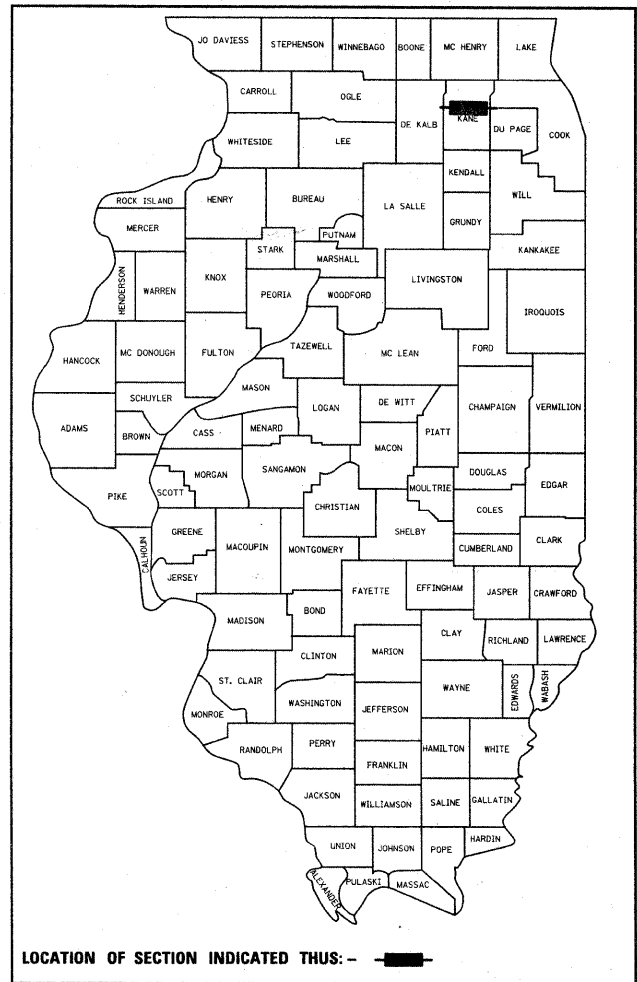 JO DAVIESS STEPHENSON WINNEBAGO BOONE MC HENRY LAKE
CARROLL OGLE DE KALB KANE DU PAGE COOK
WHITESIDE LEE KENDALL
ROCK ISLAND HENRY BUREAU LA SALLE GRUNDY WILL
MERCER STARK PUTNAM KANKAKEE
MARSHALL
HENDERSON WARREN KNOX PEORIA WOODFORD LIVINGSTON IROQUOIS
HANCOCK MC DONOUGH FULTON TAZEWELL MC LEAN FORD
SCHUYLER MASON LOGAN DE WITT CHAMPAIGN VERMILION
ADAMS BROWN CASS MENARD MACON PIATT
PIKE SCOTT MORGAN SANGAMON MOULTRIE DOUGLAS EDGAR
CHRISTIAN COLES
CALHOUN GREENE MACOUPIN MONTGOMERY SHELBY CUMBERLAND CLARK
JERSEY FAYETTE EFFINGHAM JASPER CRAWFORD
MADISON BOND CLAY RICHLAND LAWRENCE
CLINTON MARION
ST. CLAIR WASHINGTON WAYNE EDWARDS WABASH
MONROE JEFFERSON
RANDOLPH PERRY HAMILTON WHITE
FRANKLIN
JACKSON WILLIAMSON SALINE GALLATIN
UNION JOHNSON POPE HARDIN
ALEXANDER PULASKI MASSAC
LOCATION OF SECTION INDICATED THUS: –